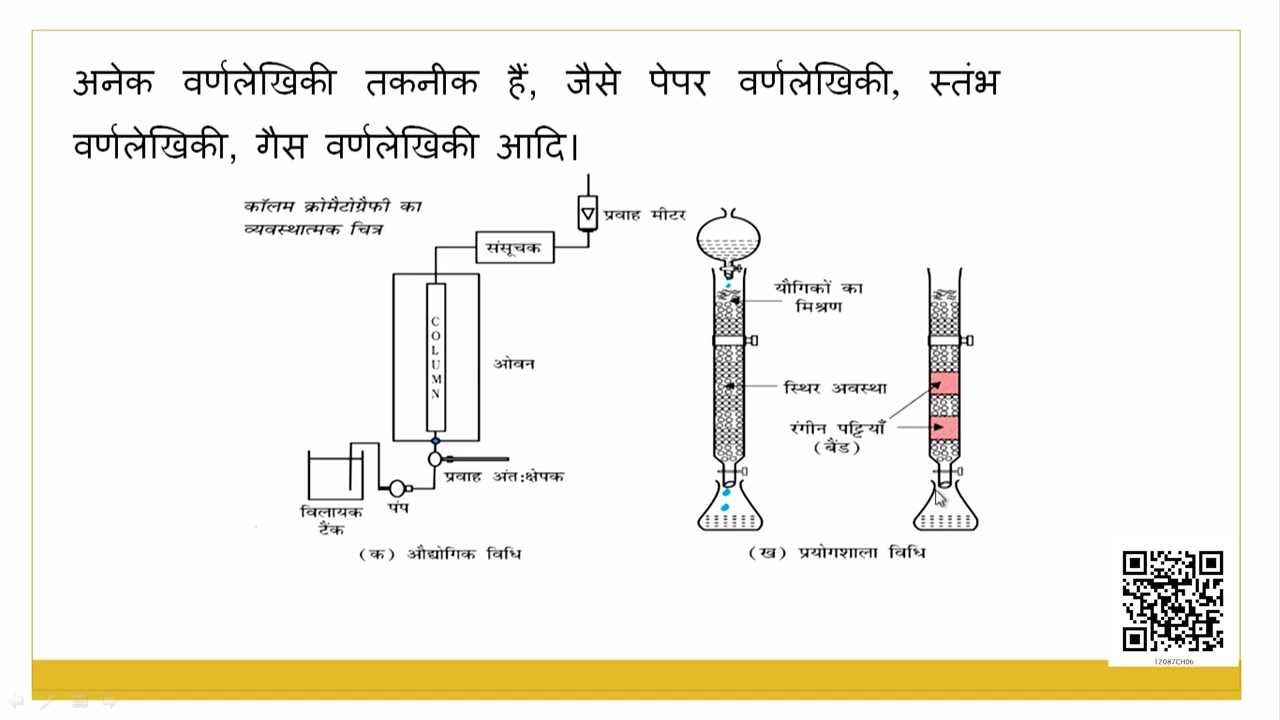 अनेक वर्णलेखिकी तकनीक हैं, जैसे पेपर वर्णलेखिकी, स्तंभ
वर्णलेखिकी, गैस वर्णलेखिकी आदि।
कॉलम क्रोमैटोग्रैफी का
व्यवस्थात्मक चित्र
प्रवाह मीटर
संसूचक
COLUMN
ओवन
प्रवाह अंत:क्षेपक
पंप
विलायक
टैंक
(क) औद्योगिक विधि
यौगिकों का
मिश्रण
स्थिर अवस्था
रंगीन पट्टियाँ
(बैंड)
(ख) प्रयोगशाला विधि
12087CH06